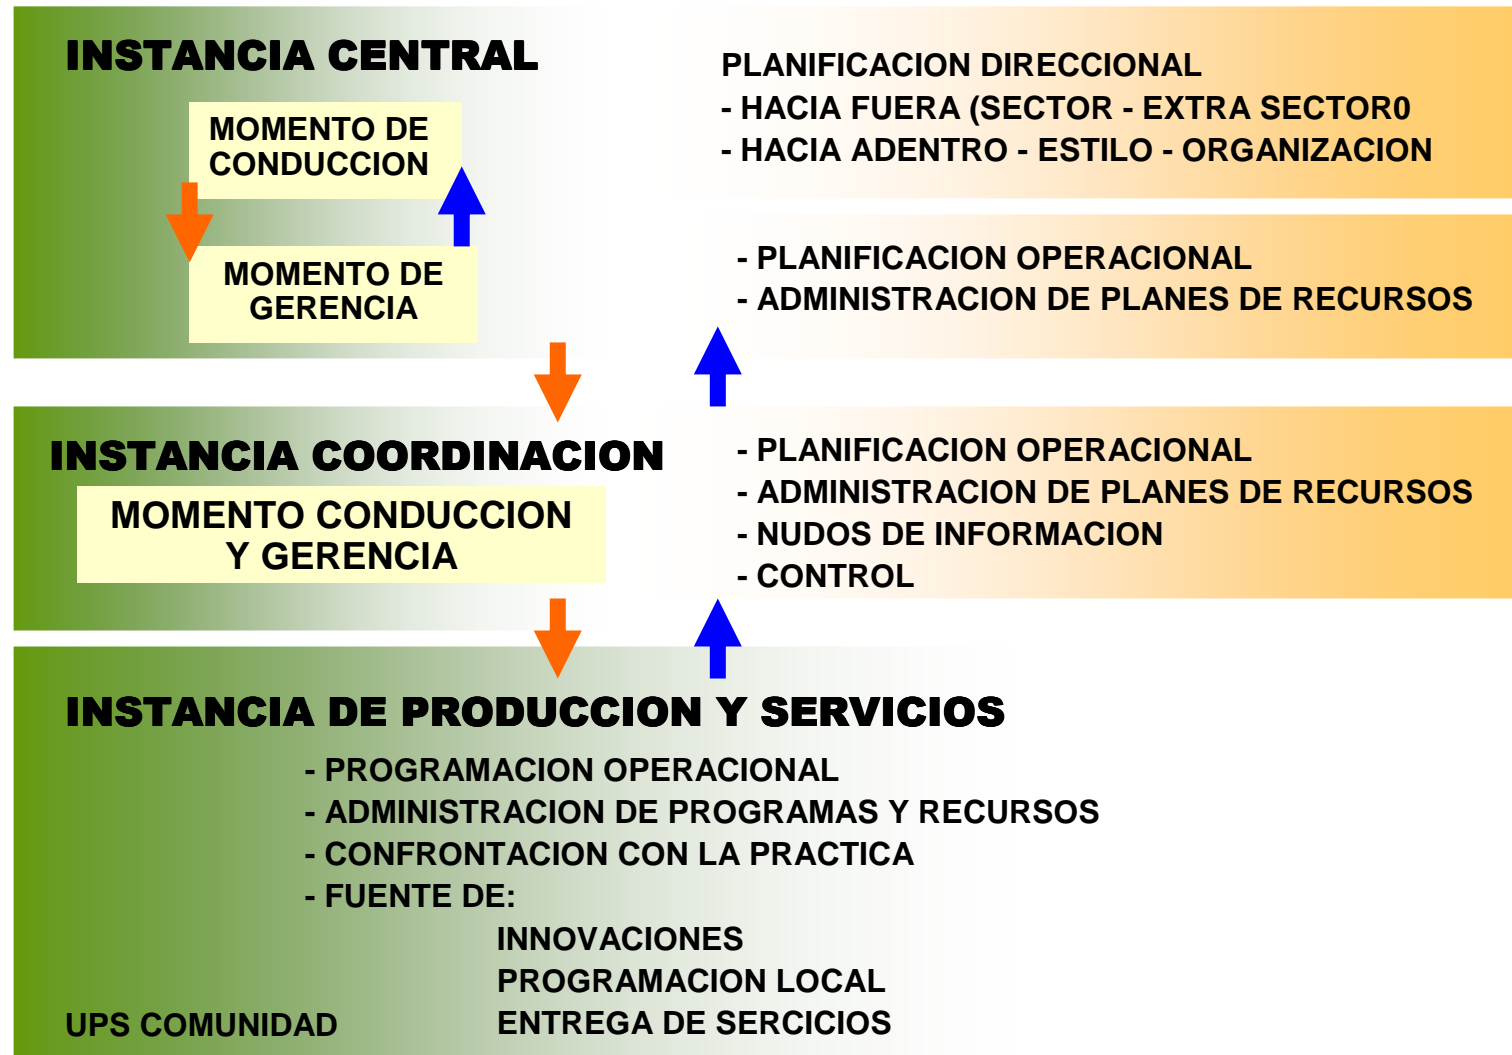 INSTANCIA CENTRAL
MOMENTO DE
CONDUCCION
MOMENTO DE
GERENCIA
PLANIFICACION DIRECCIONAL
- HACIA FUERA (SECTOR - EXTRA SECTOR0
- HACIA ADENTRO - ESTILO - ORGANIZACION
- PLANIFICACION OPERACIONAL
- ADMINISTRACION DE PLANES DE RECURSOS
INSTANCIA COORDINACION
MOMENTO CONDUCCION
Y GERENCIA
- PLANIFICACION OPERACIONAL
- ADMINISTRACION DE PLANES DE RECURSOS
- NUDOS DE INFORMACION
- CONTROL
INSTANCIA DE PRODUCCION Y SERVICIOS
- PROGRAMACION OPERACIONAL
- ADMINISTRACION DE PROGRAMAS Y RECURSOS
- CONFRONTACION CON LA PRACTICA
- FUENTE DE:
INNOVACIONES
PROGRAMACION LOCAL
ENTREGA DE SERCICIOS
UPS COMUNIDAD